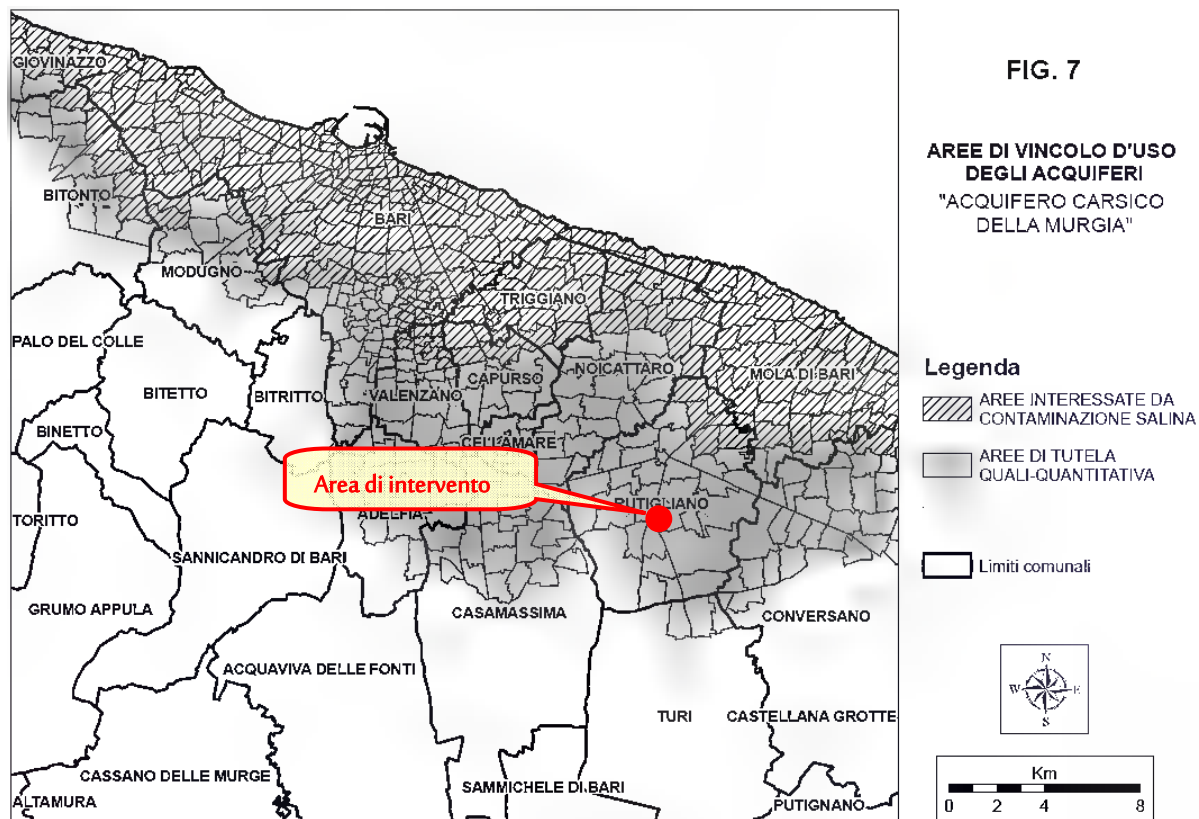 GIOVINAZZO
BITONTO
BARI
MODUGNO
TRIGGIANO
PALO DEL COLLE
BITETTO
BITRITTO
VALENZANO
CAPURSO
NOICATTARO
MOLA DI BARI
BINETTO
CELLAMARE
Area di intervento
RUTIGLIANO
ADELFIA
TORITTO
SANNICANDRO DI BARI
GRUMO APPULA
CASAMASSIMA
CONVERSANO
ACQUAVIVA DELLE FONTI
TURI
CASTELLANA GROTTE
CASSANO DELLE MURGE
SAMMICHELE DI BARI
ALTAMURA
PUTIGNANO
FIG. 7
AREE DI VINCOLO D'USO
DEGLI ACQUIFERI
"ACQUIFERO CARSICO
DELLA MURGIA"
Legenda
AREE INTERESSATE DA
CONTAMINAZIONE SALINA
AREE DI TUTELA
QUALI-QUANTITATIVA
Limiti comunali
N
W E
S
Km
0 2 4 8